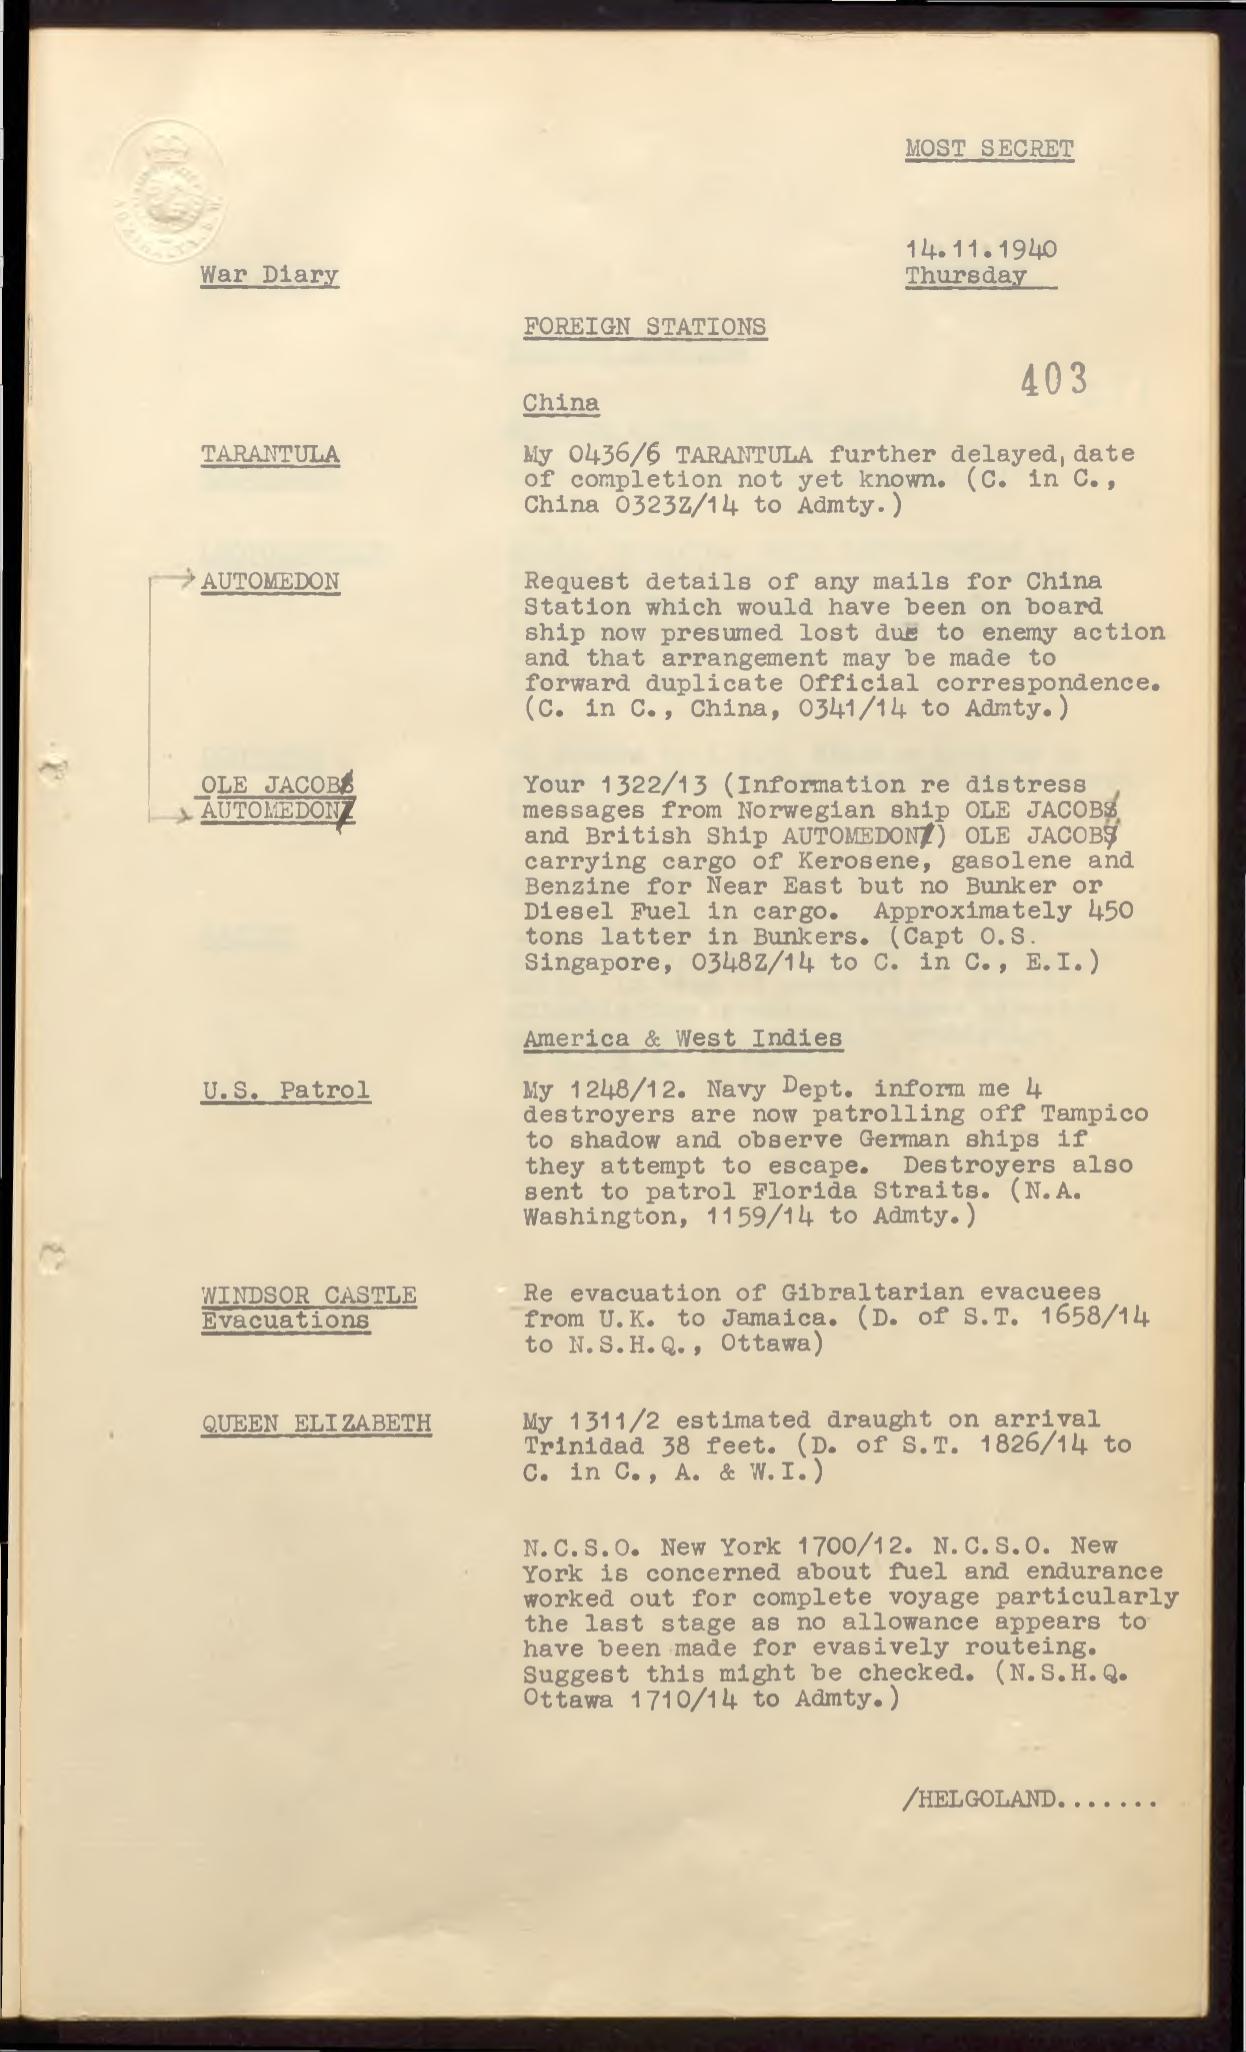 MOST SECRET
14.11.1940
War Diary
Thursday
FOREIGN STATIONS
403
China
TARANTULA
My 0436/6 TARANTULA further delayed, date
of completion not yet known. (C. in C.,
China 0323Z/14 to Admty.)
AUTOMEDON
Request details of any mails for China
Station which would have been on board
ship now presumed lost due to enemy action
and that arrangement may be made to
forward duplicate Official correspondence.
(C. in C., China, 0341/14 to Admty.)
OLE JACOB
AUTOMEDON
Your 1322/13 (Information re distress
messages from Norwegian ship OLE JACOB
and British Ship AUTOMEDON) OLE JACOB
carrying cargo of Kerosene, gasolene and
Benzine for Near East but no Bunker or
Diesel Fuel in cargo. Approximately 450
tons latter in Bunkers. (Capt O.S.
Singapore, 0348Z/14 to C. in C., E.I.)
America & West Indies
U.S. Patrol
My 1248/12. Navy Dept. inform me 4
destroyers are now patrolling off Tampico
to shadow and observe German ships if
they attempt to escape. Destroyers also
sent to patrol Florida Straits. (N.A.
Washington, 1159/14 to Admty.)
WINDSOR CASTLE
Evacuations
Re evacuation of Gibraltarian evacuees
from U.K. to Jamaica. (D. of S.T. 1658/14
to N.S.H.Q., Ottawa)
QUEEN ELIZABETH
My 1311/2 estimated draught on arrival
Trinidad 38 feet. (D. of S.T. 1826/14 to
C. in C., A. & W.I.)
N.C.S.O. New York 1700/12. N.C.S.O. New
York is concerned about fuel and endurance
worked out for complete voyage particularly
the last stage as no allowance appears to
have been made for evasively routeing.
Suggest this might be checked. (N.S.H.Q.
Ottawa 1710/14 to Admty.)
/HELGOLAND.......